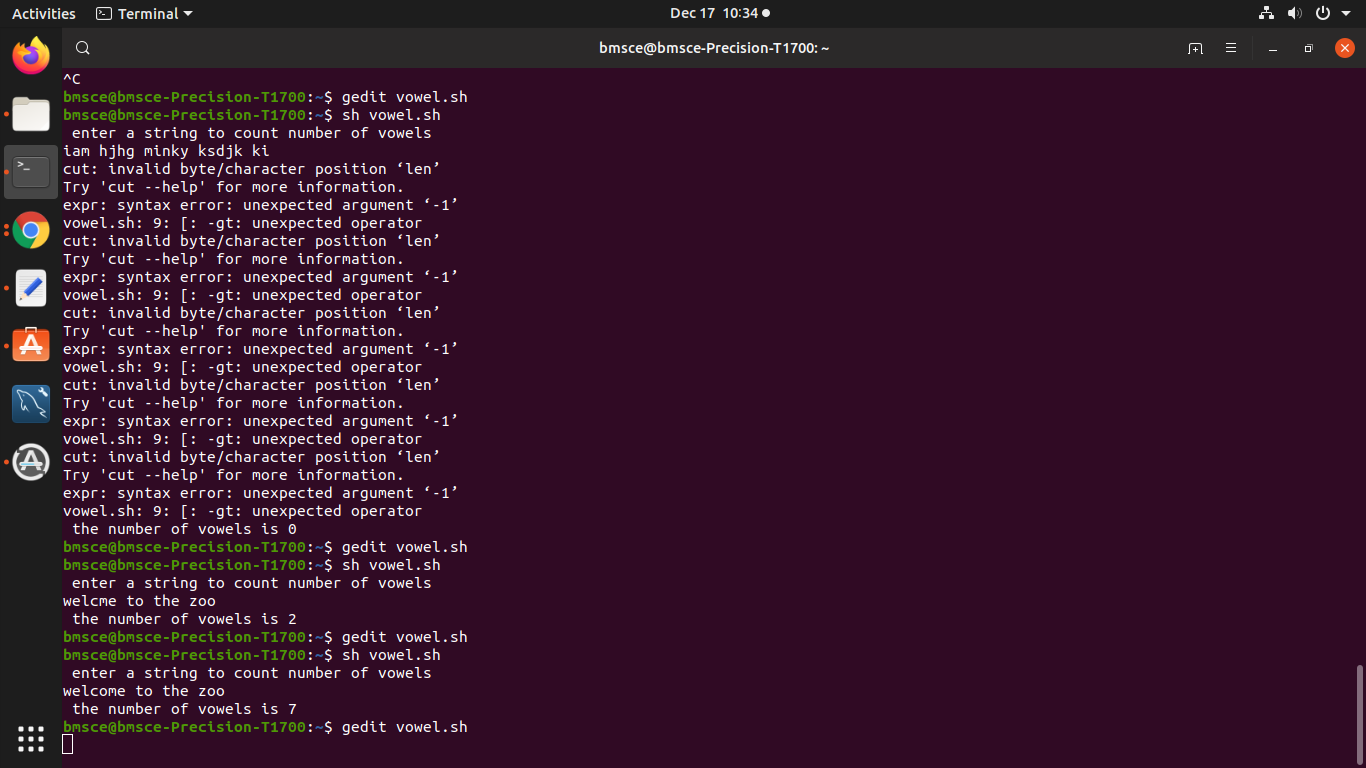 Activities
Terminal
Dec 17 10:34
bmsce@bmsce-Precision-T1700: ~
^C
bmsce@bmsce-Precision-T1700:~$ gedit vowel.sh
bmsce@bmsce-Precision-T1700:~$ sh vowel.sh
 enter a string to count number of vowels
iam hjhg minky ksdjk ki
cut: invalid byte/character position ‘len’
Try 'cut --help' for more information.
expr: syntax error: unexpected argument ‘-1’
vowel.sh: 9: [: -gt: unexpected operator
cut: invalid byte/character position ‘len’
Try 'cut --help' for more information.
expr: syntax error: unexpected argument ‘-1’
vowel.sh: 9: [: -gt: unexpected operator
cut: invalid byte/character position ‘len’
Try 'cut --help' for more information.
expr: syntax error: unexpected argument ‘-1’
vowel.sh: 9: [: -gt: unexpected operator
cut: invalid byte/character position ‘len’
Try 'cut --help' for more information.
expr: syntax error: unexpected argument ‘-1’
vowel.sh: 9: [: -gt: unexpected operator
cut: invalid byte/character position ‘len’
Try 'cut --help' for more information.
expr: syntax error: unexpected argument ‘-1’
vowel.sh: 9: [: -gt: unexpected operator
 the number of vowels is 0
bmsce@bmsce-Precision-T1700:~$ gedit vowel.sh
bmsce@bmsce-Precision-T1700:~$ sh vowel.sh
 enter a string to count number of vowels
welcme to the zoo
 the number of vowels is 2
bmsce@bmsce-Precision-T1700:~$ gedit vowel.sh
bmsce@bmsce-Precision-T1700:~$ sh vowel.sh
 enter a string to count number of vowels
welcome to the zoo
 the number of vowels is 7
bmsce@bmsce-Precision-T1700:~$ gedit vowel.sh